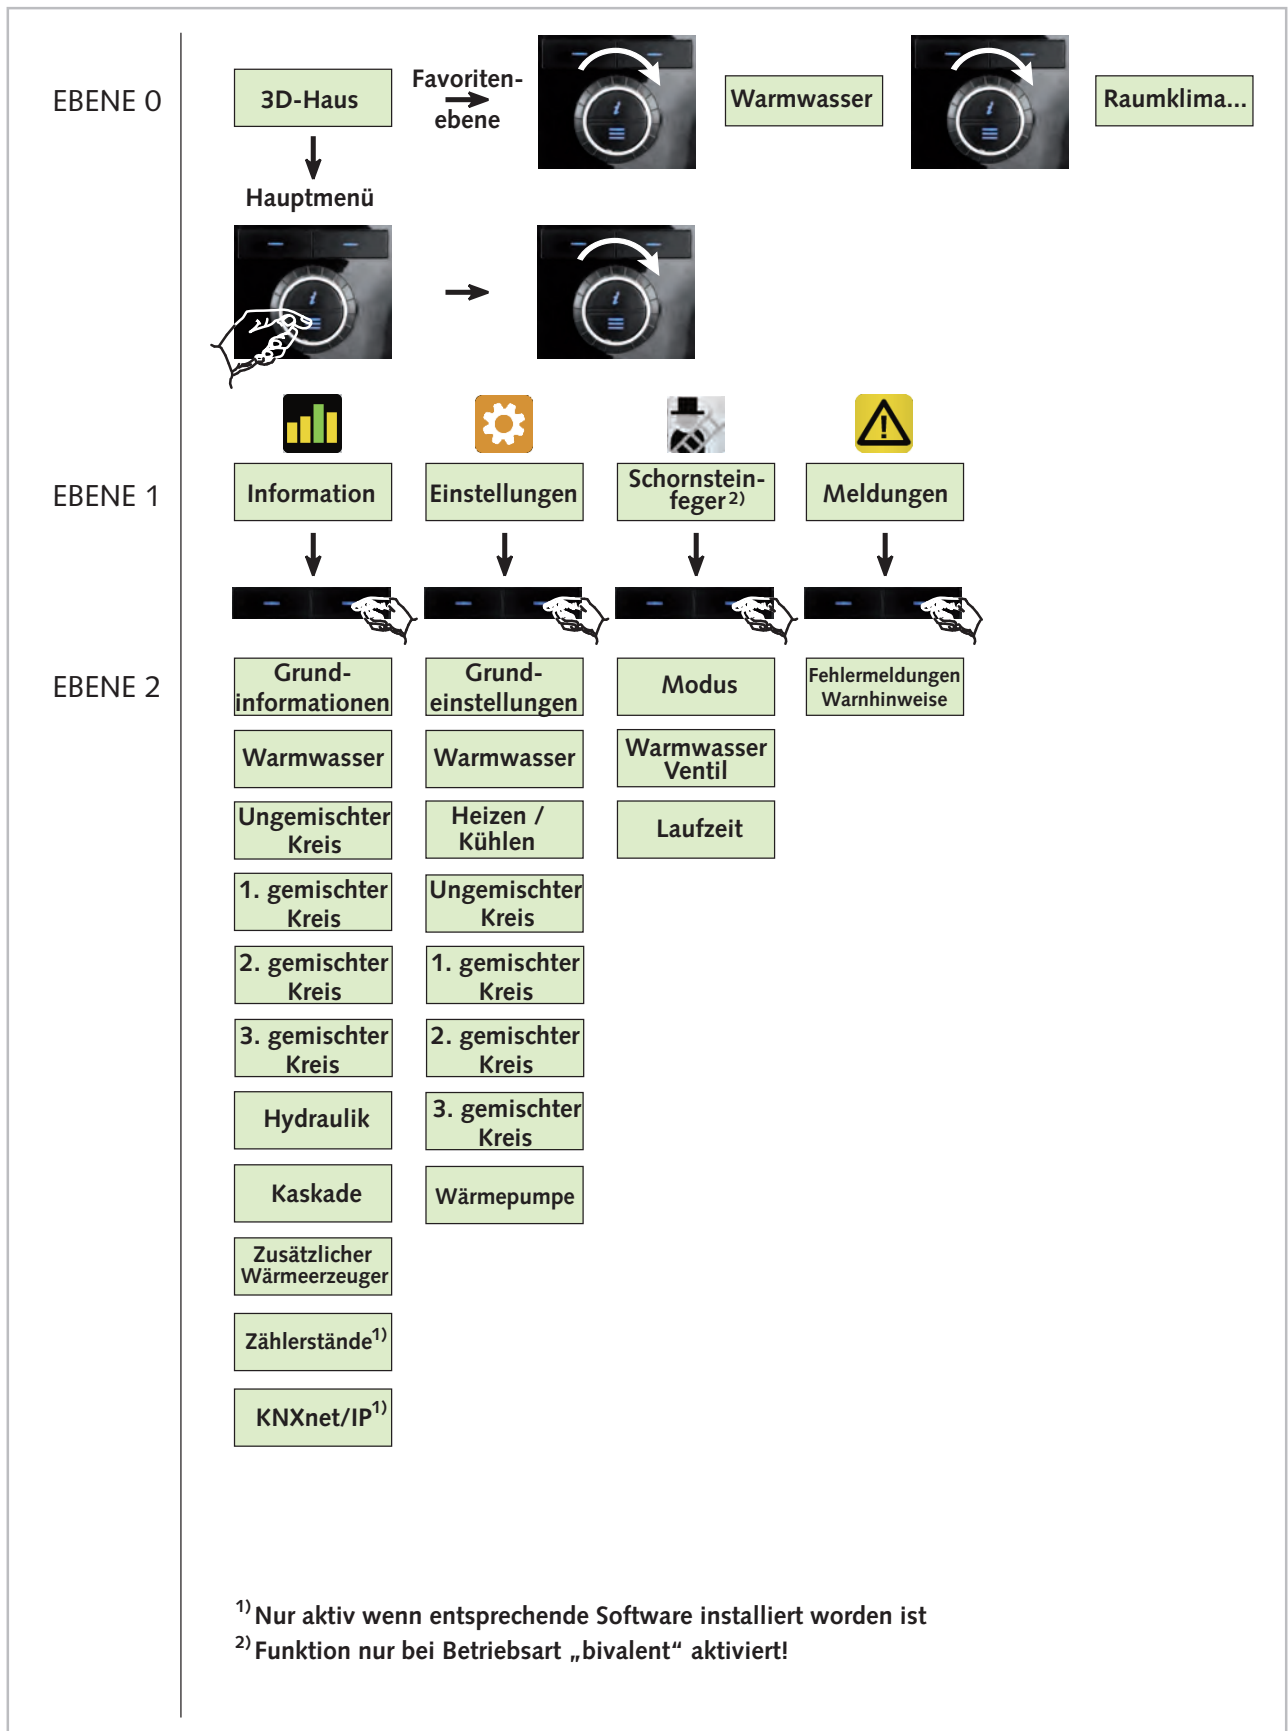 EBENE 0
3D-Haus
Favoriten-
ebene
Warmwasser
Raumklima...
Hauptmenü
EBENE 1
Information
Einstellungen
Schornstein-
feger 2)
Meldungen
EBENE 2
Grund-
informationen
Warmwasser
Ungemischter
Kreis
1. gemischter
Kreis
2. gemischter
Kreis
3. gemischter
Kreis
Hydraulik
Kaskade
Zusätzlicher
Wärmeerzeuger
Zählerstände1)
KNXnet/IP1)
Grund-
einstellungen
Warmwasser
Heizen /
Kühlen
Ungemischter
Kreis
1. gemischter
Kreis
2. gemischter
Kreis
3. gemischter
Kreis
Wärmepumpe
Modus
Warmwasser
Ventil
Laufzeit
Fehlermeldungen
Warnhinweise
1) Nur aktiv wenn entsprechende Software installiert worden ist
2) Funktion nur bei Betriebsart „bivalent“ aktiviert!